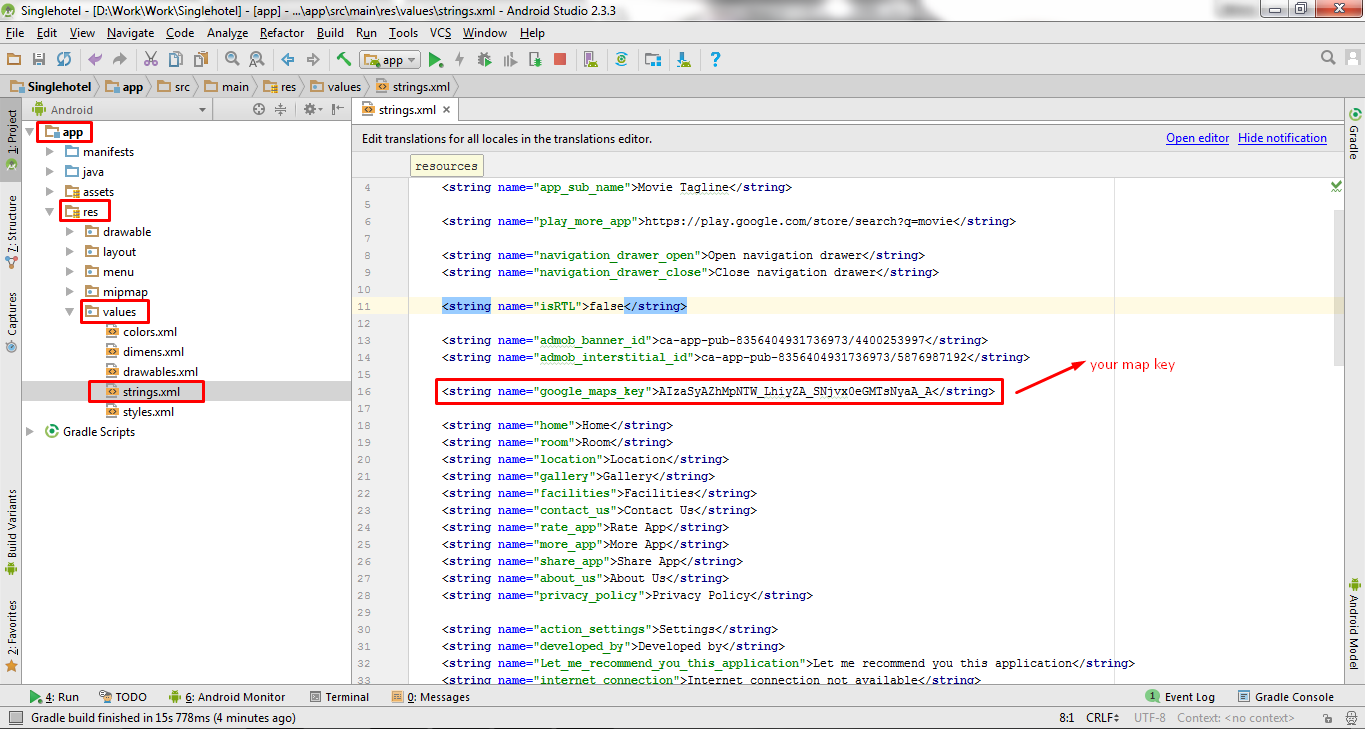 Singlehotel - [D:\Work\Work\Singlehotel] - [app] - ...\app\src\main\res\values\strings.xml - Android Studio 2.3.3
File Edit View Navigate Code Analyze Refactor Build Run Tools VCS Window Help
app
Singlehotel app src main res values strings.xml
Android
strings.xml
1: Project
7: Structure
Captures
Build Variants
2: Favorites
app
manifests
java
assets
res
drawable
layout
menu
mipmap
values
colors.xml
dimens.xml
drawables.xml
strings.xml
styles.xml
Gradle Scripts
Edit translations for all locales in the translations editor. Open editor Hide notification
resources
4 <string name="app_sub_name">Movie Tagline</string>
5
6 <string name="play_more_app">https://play.google.com/store/search?q=movie</string>
7
8 <string name="navigation_drawer_open">Open navigation drawer</string>
9 <string name="navigation_drawer_close">Close navigation drawer</string>
10
11 <string name="isRTL">false</string>
12
13 <string name="admob_banner_id">ca-app-pub-8356404931736973/4400253997</string>
14 <string name="admob_interstitial_id">ca-app-pub-8356404931736973/5876987192</string>
15
16 <string name="google_maps_key">AIzaSyAZhMpNTW_LhiyZA_SNjvx0eGMTsNyaA_A</string>
your map key
17
18 <string name="home">Home</string>
19 <string name="room">Room</string>
20 <string name="location">Location</string>
21 <string name="gallery">Gallery</string>
22 <string name="facilities">Facilities</string>
23 <string name="contact_us">Contact Us</string>
24 <string name="rate_app">Rate App</string>
25 <string name="more_app">More App</string>
26 <string name="share_app">Share App</string>
27 <string name="about_us">About Us</string>
28 <string name="privacy_policy">Privacy Policy</string>
29
30 <string name="action_settings">Settings</string>
31 <string name="developed_by">Developed by</string>
32 <string name="Let_me_recommend_you_this_application">Let me recommend you this application</string>
33 <string name="internet_connection">Internet connection not available</string>
Gradle
Android Model
4: Run TODO 6: Android Monitor Terminal 0: Messages 1 Event Log Gradle Console
Gradle build finished in 15s 778ms (4 minutes ago) 8:1 CRLF UTF-8 Context: <no context>